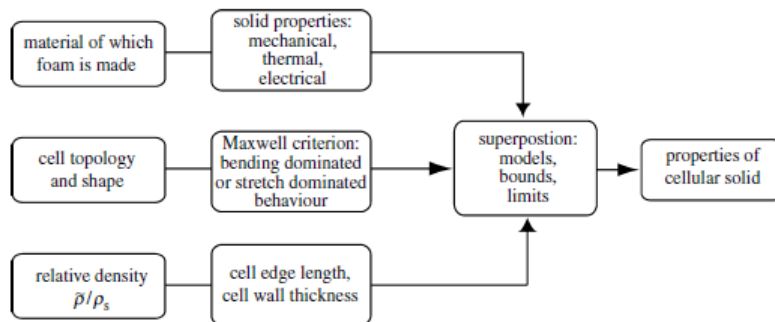 material of which
foam is made
solid properties:
mechanical,
thermal,
electrical
cell topology
and shape
Maxwell criterion:
bending dominated
or stretch dominated
behaviour
superpostion:
models,
bounds,
limits
properties of
cellular solid
relative density
ρ̃/ρₛ
cell edge length,
cell wall thickness